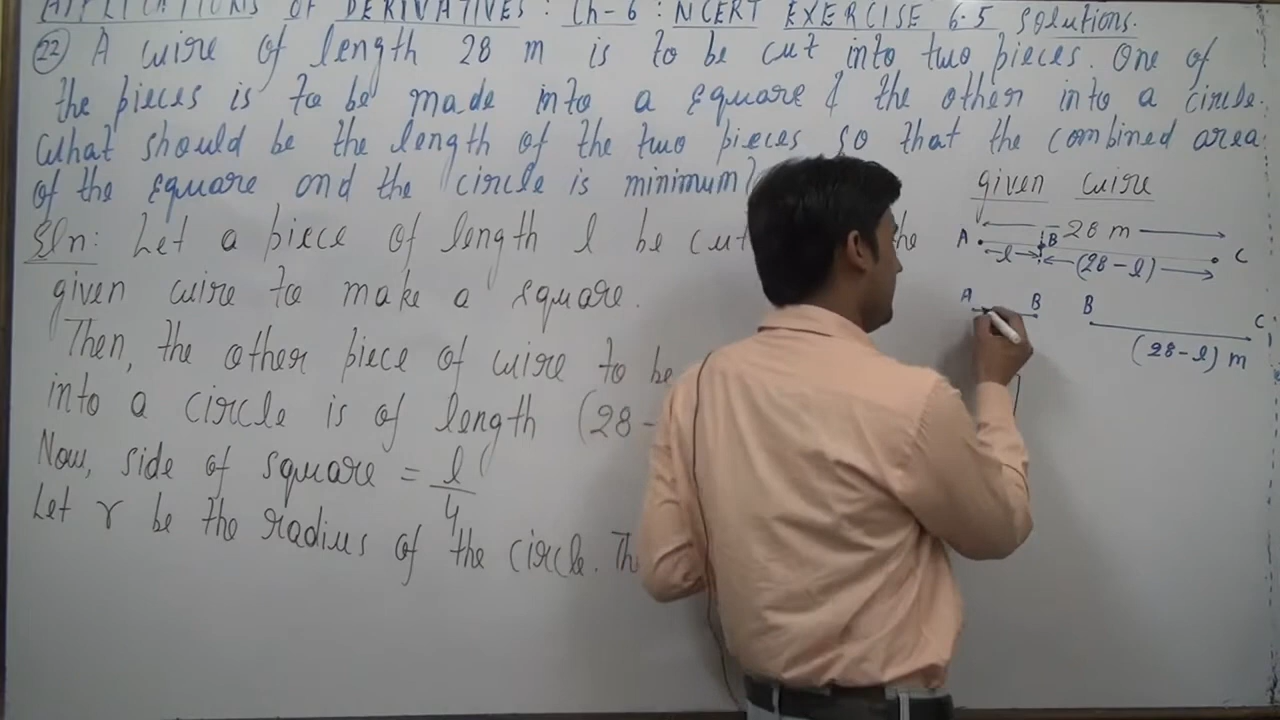 APPLICATIONS OF DERIVATIVES : Ch-6 : NCERT EXERCISE 6.5 Solutions.
22 A wire of length 28 m is to be cut into two pieces. One of
the pieces is to be made into a square & the other into a circle.
What should be the length of the two pieces so that the combined area
of the square and the circle is minimum?
Sln: Let a piece of length l be cut the
given wire to make a square.
Then, the other piece of wire to be
into a circle is of length (28 -
Now, side of square = l/4
Let r be the radius of the circle. Th
given wire
28 m
A B C
l (28-l)
A B B C
(28-l) m